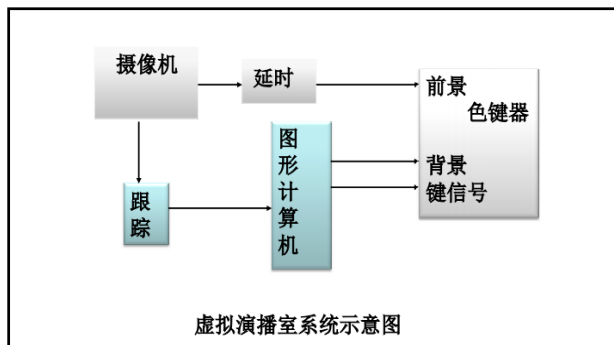 摄像机
延时
前景
色键器
图形计算机
背景
键信号
跟踪
虚拟演播室系统示意图